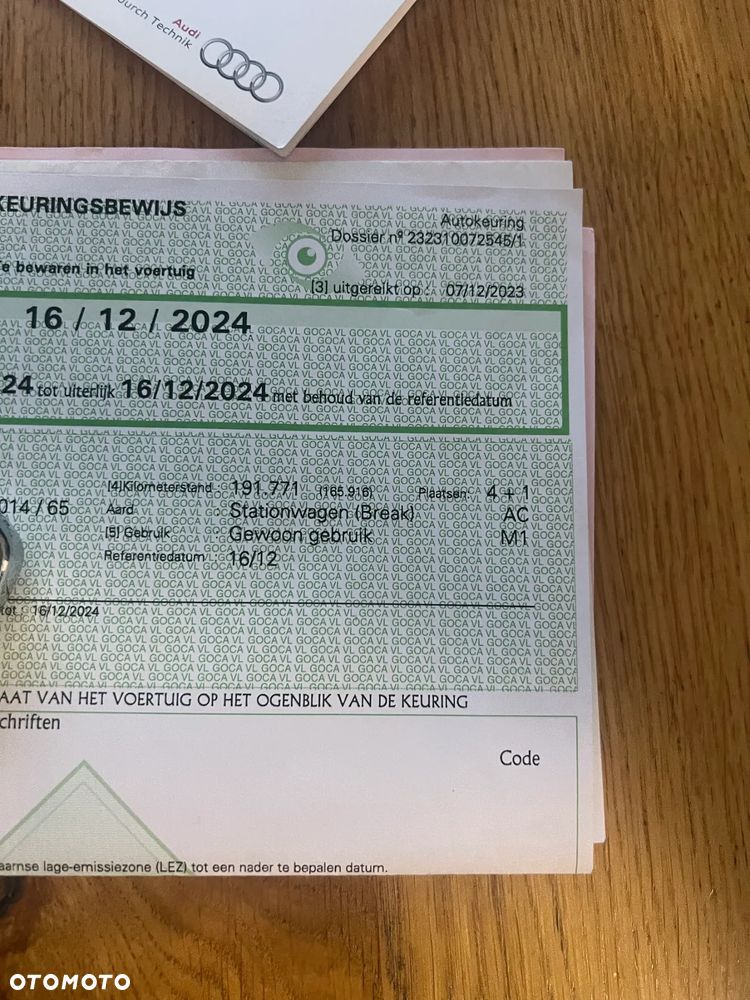 Audi
durch Technik
KEURINGSBEWIJS
Autokeuring
Dossier nº 232310072545/1
Te bewaren in het voertuig
[3] uitgereikt op : 07/12/2023
16 / 12 / 2024
24 tot uiterlijk 16/12/2024 met behoud van de referentiedatum
[4]Kilometerstand : 191.771 (165.916) Plaatsen: 4 + 1
014 / 65 Aard : Stationwagen (Break) AC
[5] Gebruik : Gewoon gebruik M1
Referentiedatum : 16/12
tot : 16/12/2024
AAT VAN HET VOERTUIG OP HET OGENBLIK VAN DE KEURING
chriften
Code
aamse lage-emissiezone (LEZ) tot een nader te bepalen datum.
OTOMOTO